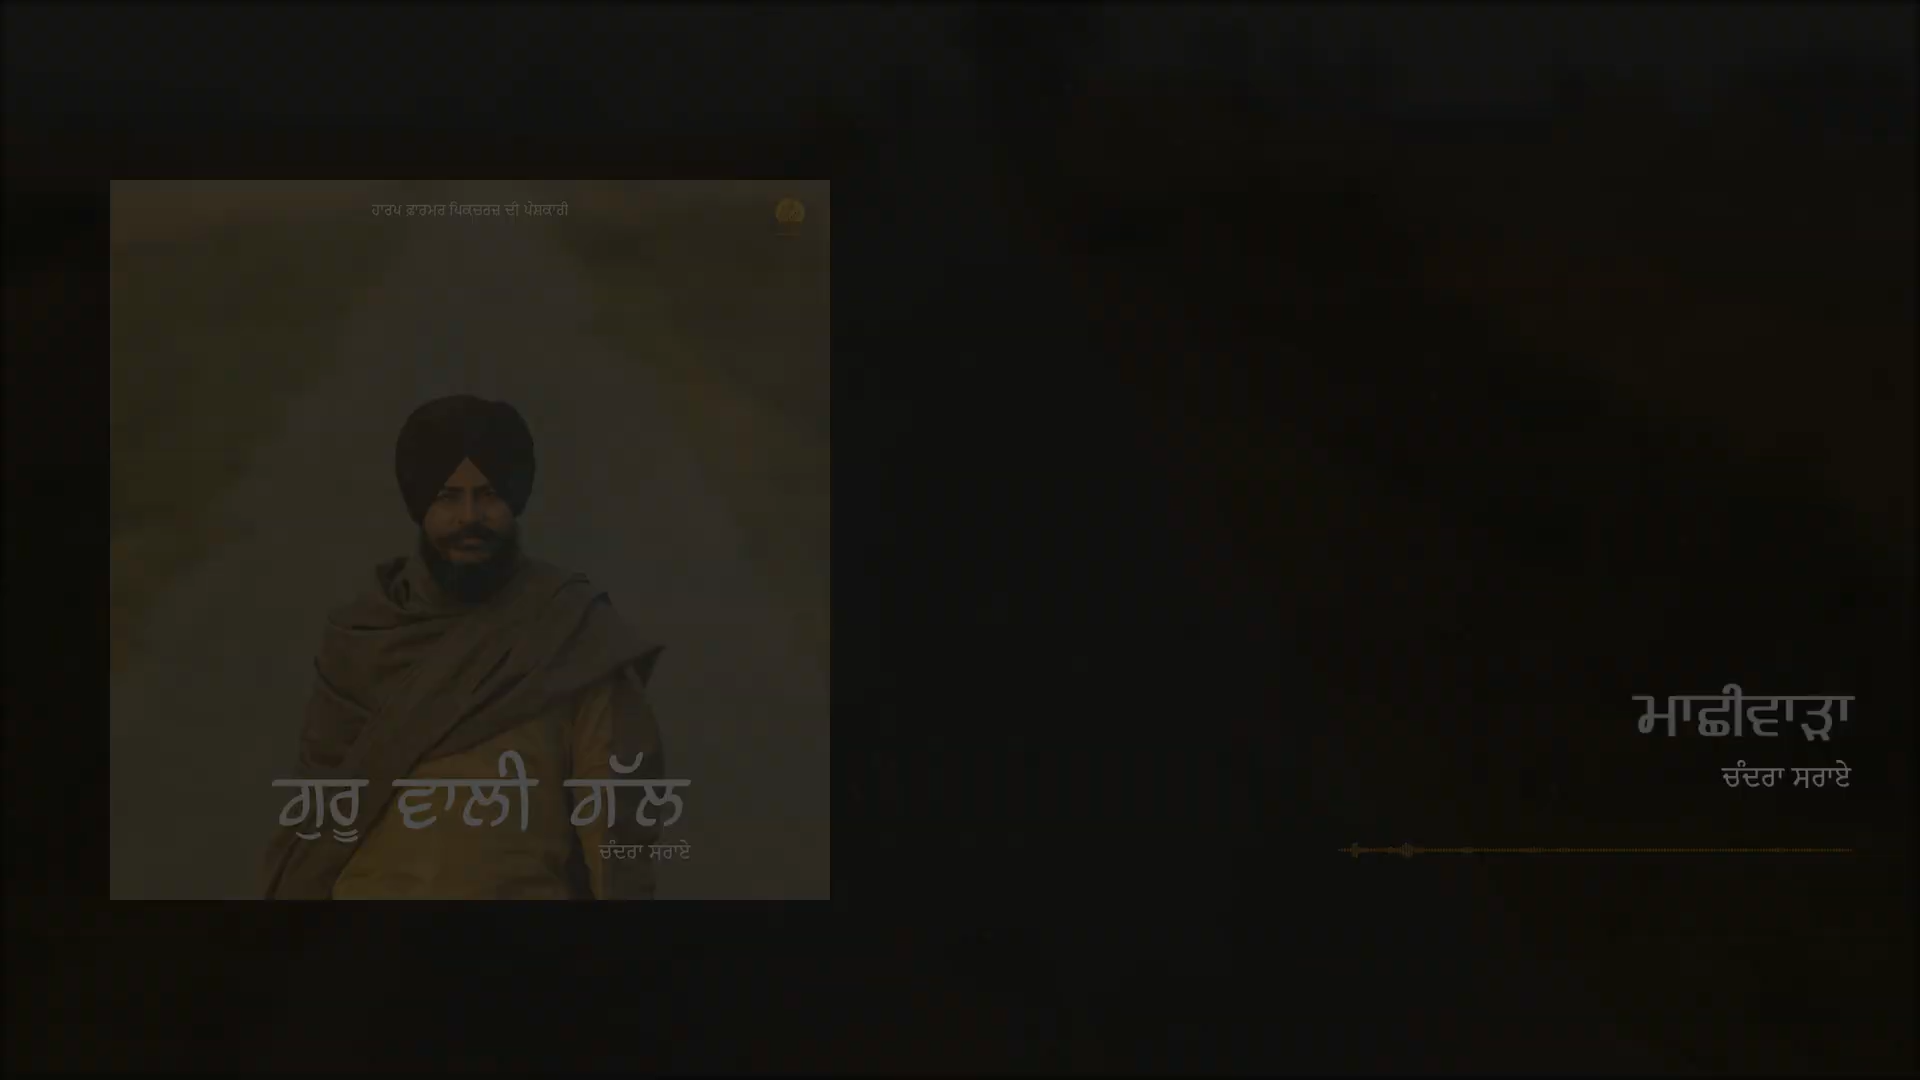 ਹਾਰਪ ਫ਼ਾਰਮਰ ਪਿਕਚਰਜ਼ ਦੀ ਪੇਸ਼ਕਾਰੀ
ਗੁਰੂ ਵਾਲੀ ਗੱਲ
ਚੰਦਰਾ ਸਰਾਏ
ਮਾਛੀਵਾੜਾ
ਚੰਦਰਾ ਸਰਾਏ